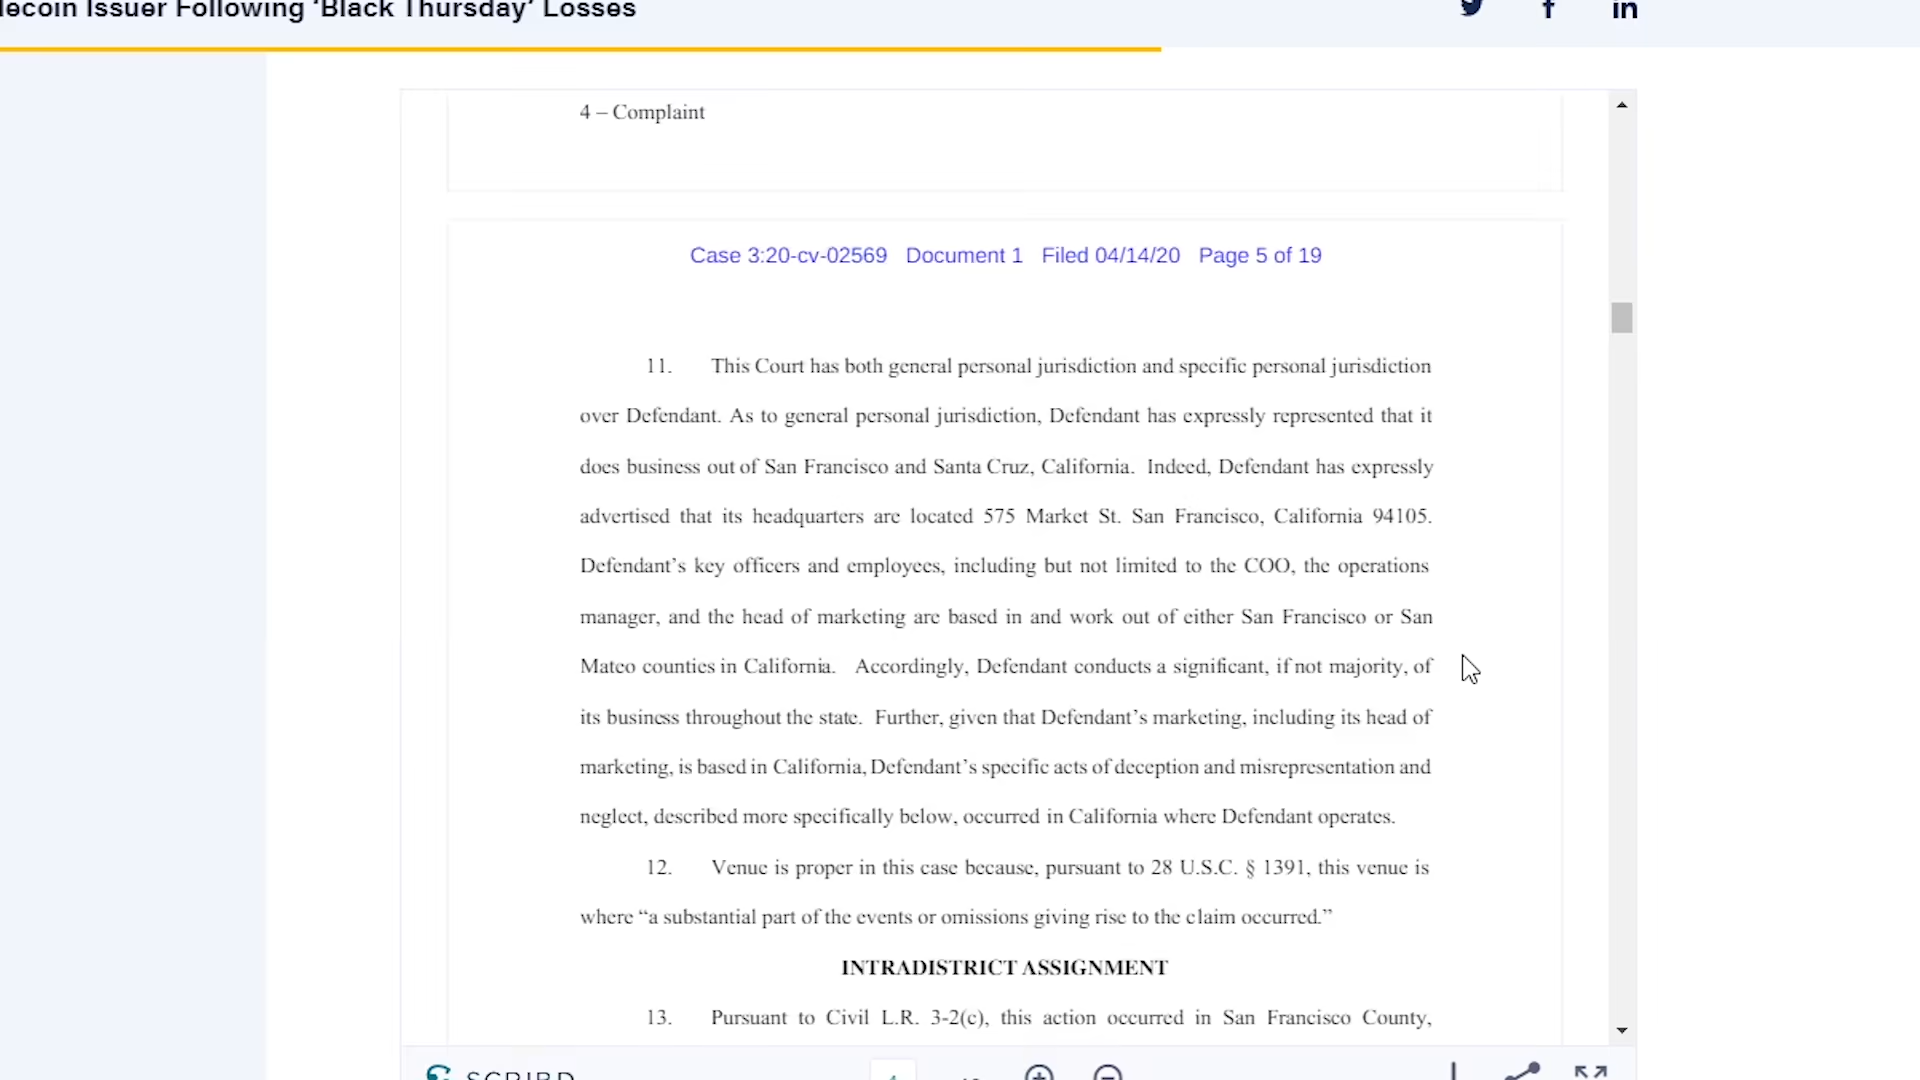 Issuer Following ‘Black Thursday’ Losses
4 – Complaint
Case 3:20-cv-02569 Document 1 Filed 04/14/20 Page 5 of 19
11. This Court has both general personal jurisdiction and specific personal jurisdiction
over Defendant. As to general personal jurisdiction, Defendant has expressly represented that it
does business out of San Francisco and Santa Cruz, California. Indeed, Defendant has expressly
advertised that its headquarters are located 575 Market St. San Francisco, California 94105.
Defendant’s key officers and employees, including but not limited to the COO, the operations
manager, and the head of marketing are based in and work out of either San Francisco or San
Mateo counties in California. Accordingly, Defendant conducts a significant, if not majority, of
its business throughout the state. Further, given that Defendant’s marketing, including its head of
marketing, is based in California, Defendant’s specific acts of deception and misrepresentation and
neglect, described more specifically below, occurred in California where Defendant operates.
12. Venue is proper in this case because, pursuant to 28 U.S.C. § 1391, this venue is
where “a substantial part of the events or omissions giving rise to the claim occurred.”
INTRADISTRICT ASSIGNMENT
13. Pursuant to Civil L.R. 3-2(c), this action occurred in San Francisco County,
SCRIBD